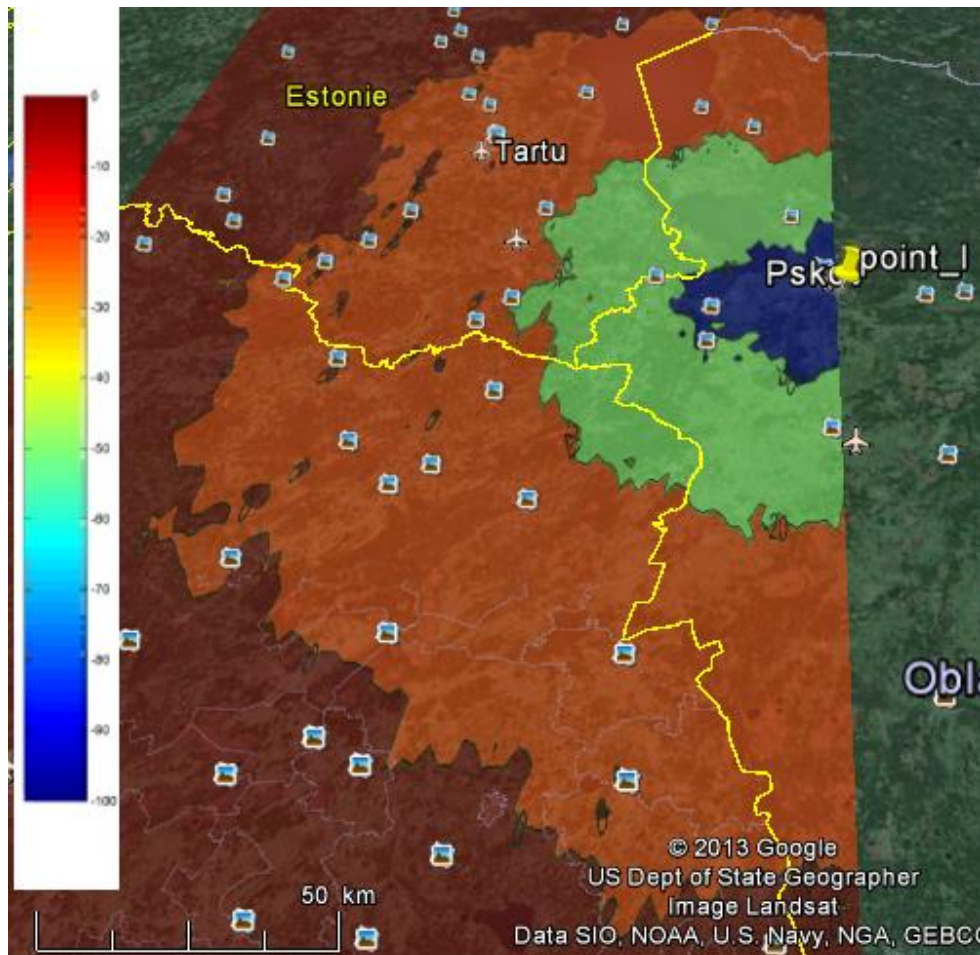 0
-10
-20
-30
-40
-50
-60
-70
-80
-90
-100
Estonie
Tartu
point_l
Obla
50 km
© 2013 Google
US Dept of State Geographer
Image Landsat
Data SIO, NOAA, U.S. Navy, NGA, GEBCO